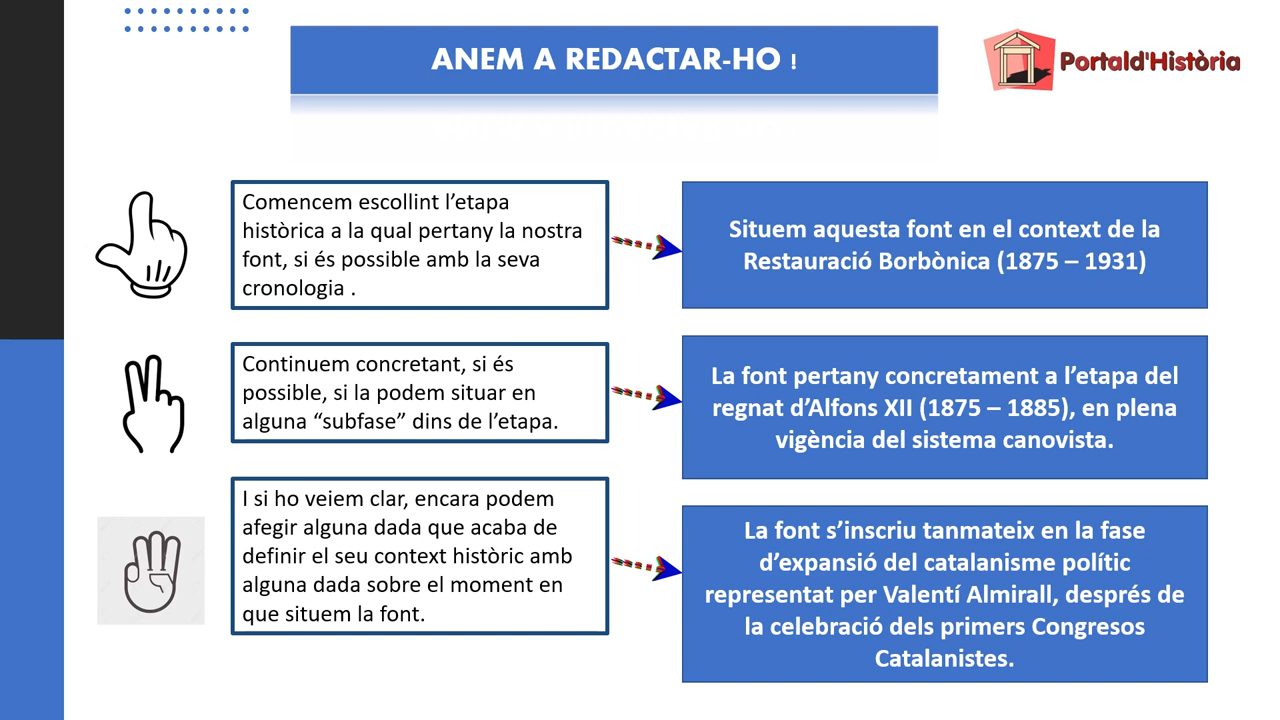 ANEM A REDACTAR-HO !
Portald'Història
Comencem escollint l’etapa
històrica a la qual pertany la nostra
font, si és possible amb la seva
cronologia .
Situem aquesta font en el context de la
Restauració Borbònica (1875 – 1931)
Continuem concretant, si és
possible, si la podem situar en
alguna “subfase” dins de l’etapa.
La font pertany concretament a l’etapa del
regnat d’Alfons XII (1875 – 1885), en plena
vigència del sistema canovista.
I si ho veiem clar, encara podem
afegir alguna dada que acaba de
definir el seu context històric amb
alguna dada sobre el moment en
que situem la font.
La font s’inscriu tanmateix en la fase
d’expansió del catalanisme polític
representat per Valentí Almirall, després de
la celebració dels primers Congresos
Catalanistes.